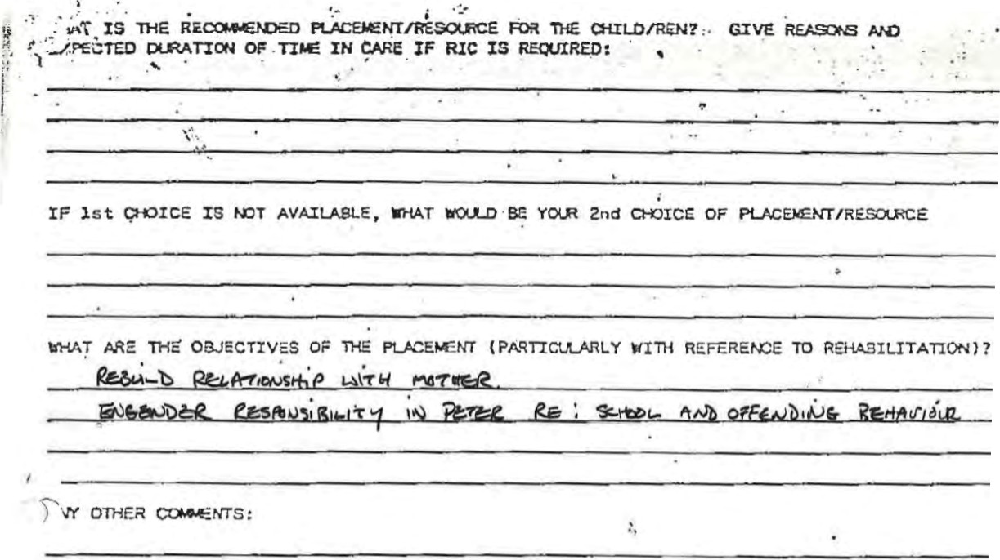 AT IS THE RECOMMENDED PLACEMENT/RESOURCE FOR THE CHILD/REN? GIVE REASONS AND
PECTED DURATION OF TIME IN CARE IF RIC IS REQUIRED:
IF 1st CHOICE IS NOT AVAILABLE, WHAT WOULD BE YOUR 2nd CHOICE OF PLACEMENT/RESOURCE
WHAT ARE THE OBJECTIVES OF THE PLACEMENT (PARTICULARLY WITH REFERENCE TO REHABILITATION)?
REBUILD RELATIONSHIP WITH MOTHER.
ENGENDER RESPONSIBILITY IN PETER RE: SCHOOL AND OFFENDING BEHAVIOUR
NY OTHER COMMENTS: